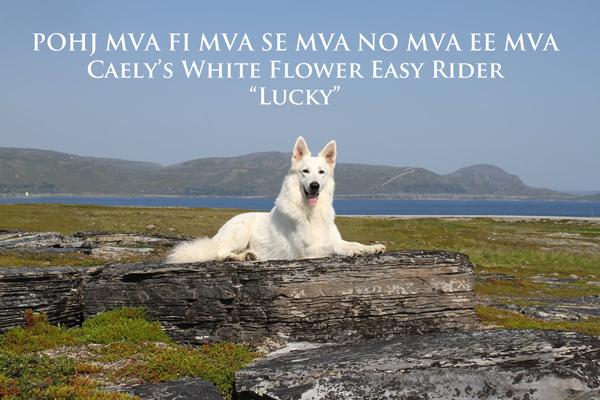 POHJ MVA FI MVA SE MVA NO MVA EE MVA
CAELY'S WHITE FLOWER EASY RIDER
"LUCKY"